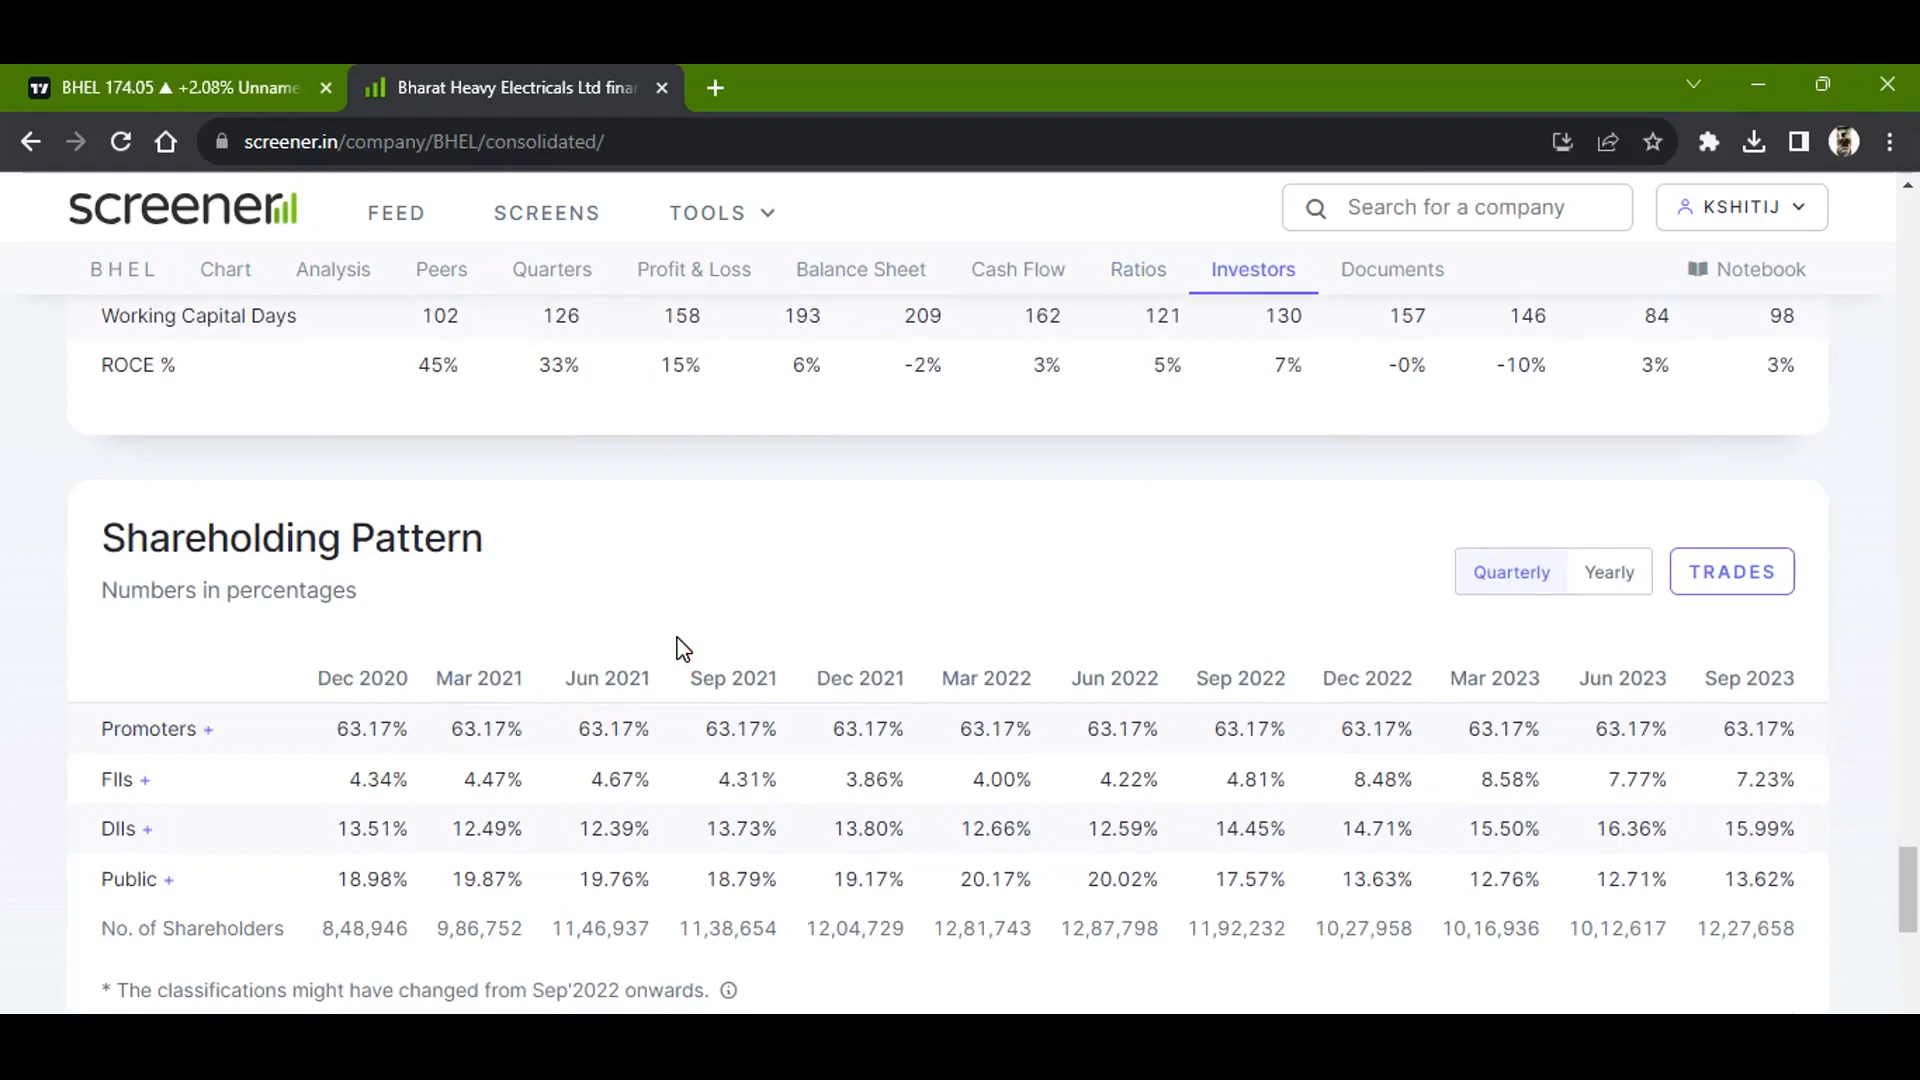 BHEL 174.05 ▲ +2.08% Unname
Bharat Heavy Electricals Ltd finan
screener.in/company/BHEL/consolidated/
screener
FEED SCREENS TOOLS
Search for a company
KSHITIJ
BHEL Chart Analysis Peers Quarters Profit & Loss Balance Sheet Cash Flow Ratios Investors Documents Notebook
Working Capital Days 102 126 158 193 209 162 121 130 157 146 84 98
ROCE % 45% 33% 15% 6% -2% 3% 5% 7% -0% -10% 3% 3%
Shareholding Pattern
Numbers in percentages
Quarterly Yearly TRADES
Dec 2020 Mar 2021 Jun 2021 Sep 2021 Dec 2021 Mar 2022 Jun 2022 Sep 2022 Dec 2022 Mar 2023 Jun 2023 Sep 2023
Promoters + 63.17% 63.17% 63.17% 63.17% 63.17% 63.17% 63.17% 63.17% 63.17% 63.17% 63.17% 63.17%
FIIs + 4.34% 4.47% 4.67% 4.31% 3.86% 4.00% 4.22% 4.81% 8.48% 8.58% 7.77% 7.23%
DIIs + 13.51% 12.49% 12.39% 13.73% 13.80% 12.66% 12.59% 14.45% 14.71% 15.50% 16.36% 15.99%
Public + 18.98% 19.87% 19.76% 18.79% 19.17% 20.17% 20.02% 17.57% 13.63% 12.76% 12.71% 13.62%
No. of Shareholders 8,48,946 9,86,752 11,46,937 11,38,654 12,04,729 12,81,743 12,87,798 11,92,232 10,27,958 10,16,936 10,12,617 12,27,658
* The classifications might have changed from Sep'2022 onwards.